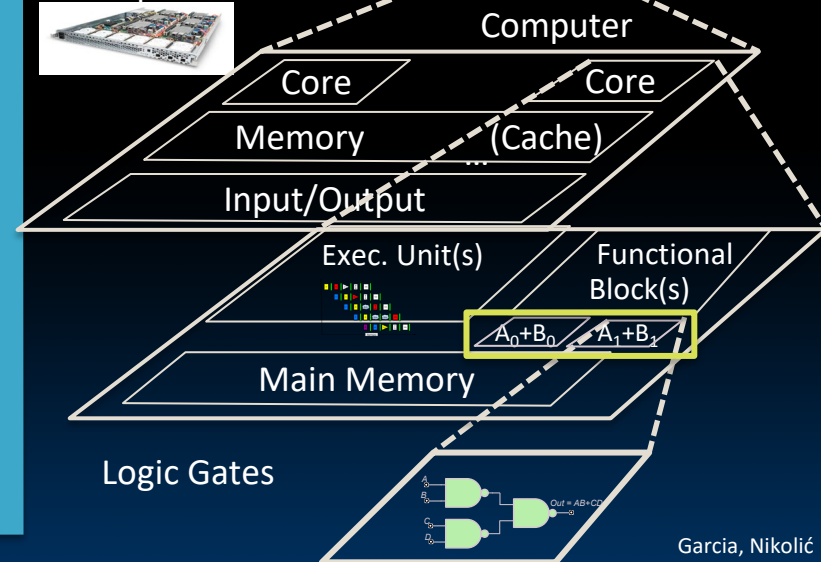 Computer
Core Core
Memory (Cache)
...
Input/Output
Exec. Unit(s) Functional
Block(s)
A₀+B₀ A₁+B₁
Main Memory
Logic Gates
A
B
Out = AB+CD
C
D
Garcia, Nikolić